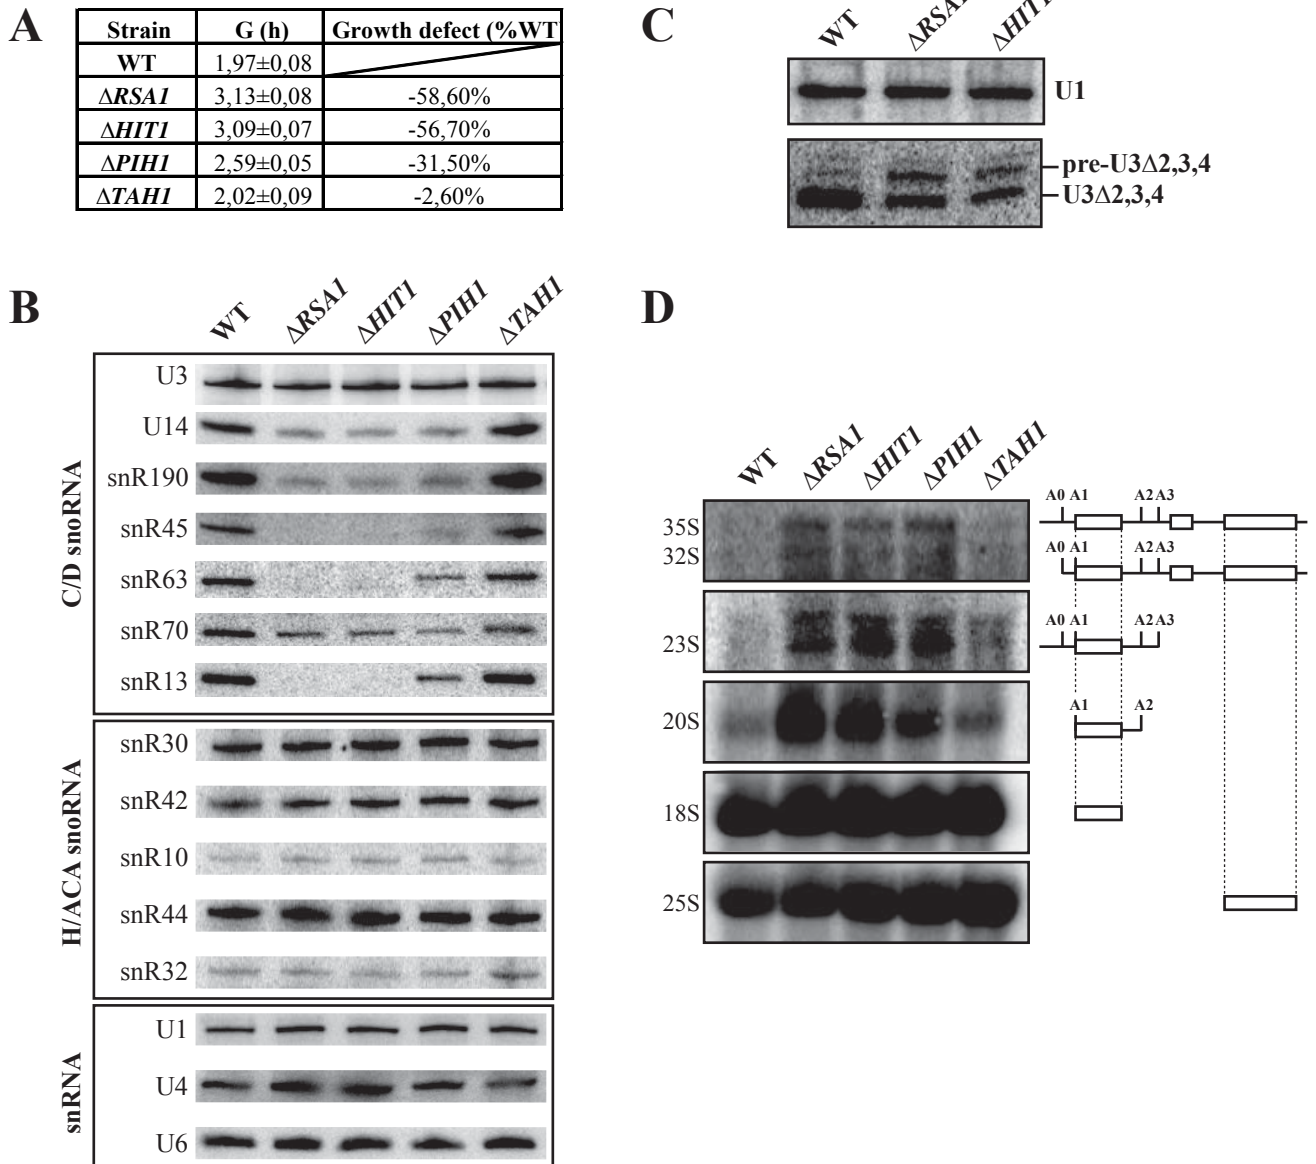 A
Strain G (h) Growth defect (%WT
WT 1,97±0,08
ΔRSA1 3,13±0,08 -58,60%
ΔHIT1 3,09±0,07 -56,70%
ΔPIH1 2,59±0,05 -31,50%
ΔTAH1 2,02±0,09 -2,60%
C
WT ΔRSA1 ΔHIT1
U1
pre-U3Δ2,3,4
U3Δ2,3,4
B
WT ΔRSA1 ΔHIT1 ΔPIH1 ΔTAH1
C/D snoRNA
U3
U14
snR190
snR45
snR63
snR70
snR13
H/ACA snoRNA
snR30
snR42
snR10
snR44
snR32
snRNA
U1
U4
U6
D
WT ΔRSA1 ΔHIT1 ΔPIH1 ΔTAH1
35S
32S
23S
20S
18S
25S
A0 A1 A2 A3
A0 A1 A2 A3
A0 A1 A2 A3
A1 A2